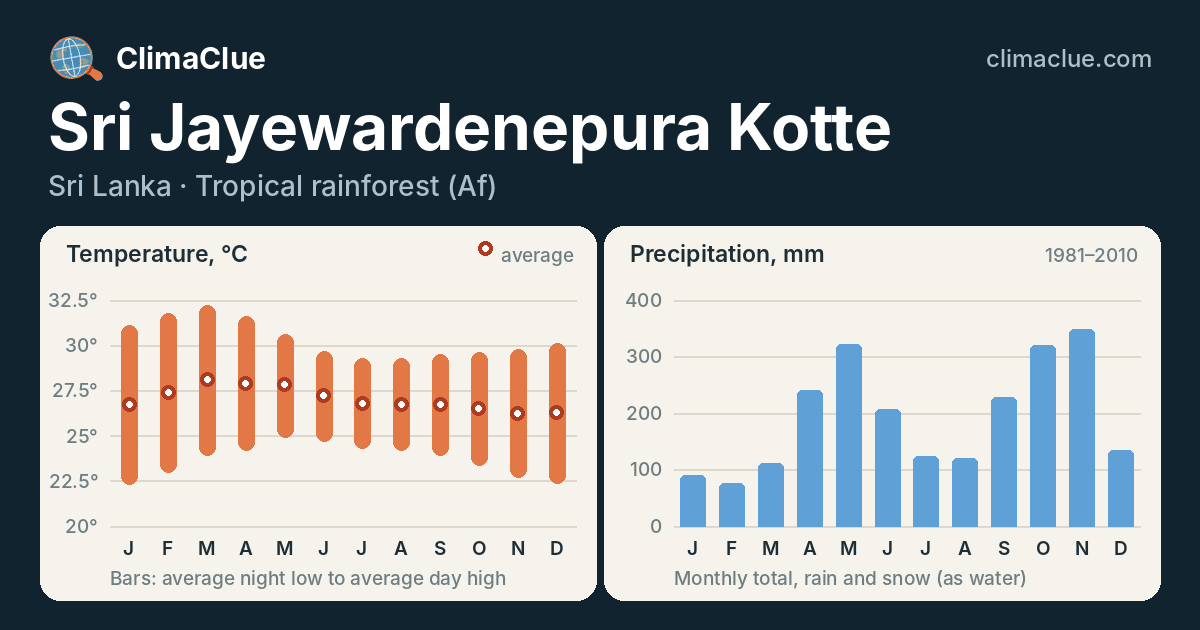 ClimaClue
climaclue.com
Sri Jayewardenepura Kotte
Sri Lanka · Tropical rainforest (Af)
Temperature, °C
average
32.5°
30°
27.5°
25°
22.5°
20°
J F M A M J J A S O N D
Bars: average night low to average day high
Precipitation, mm
1981–2010
400
300
200
100
0
J F M A M J J A S O N D
Monthly total, rain and snow (as water)